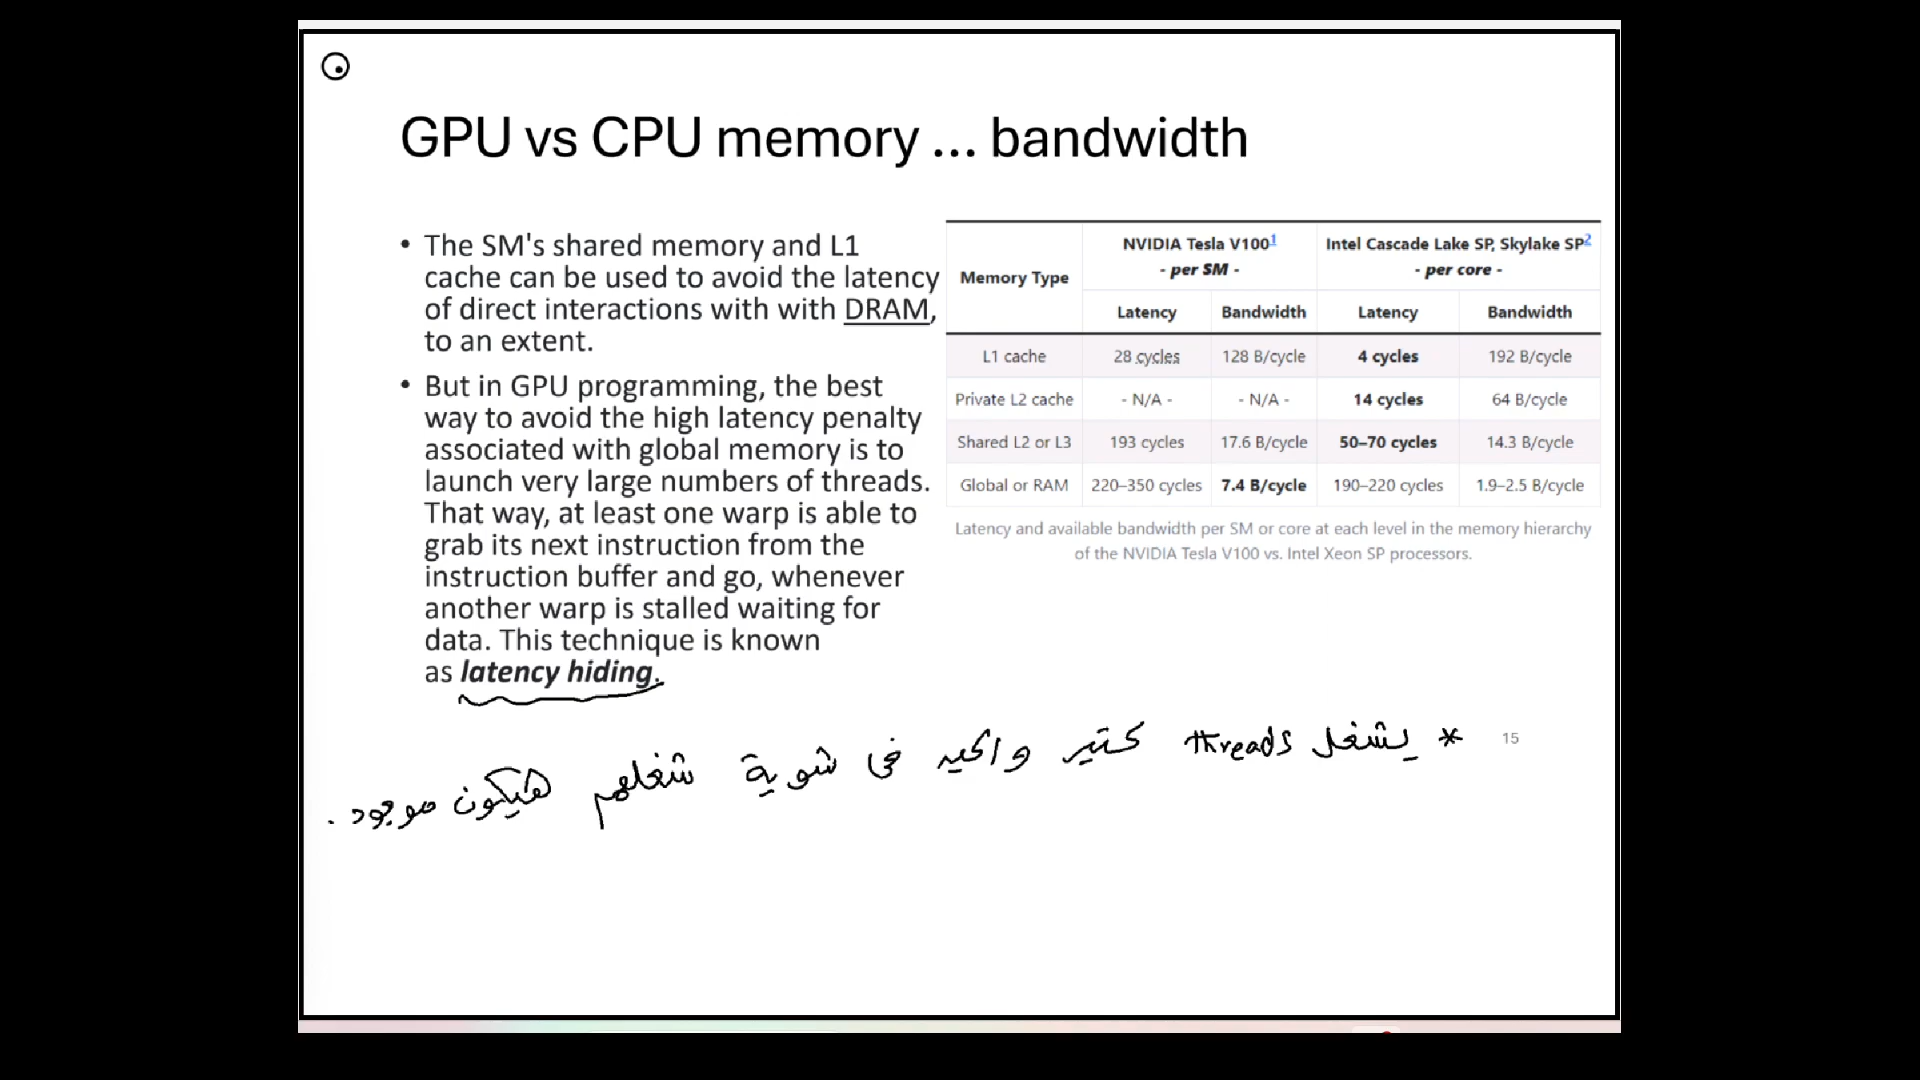 GPU vs CPU memory ... bandwidth
• The SM's shared memory and L1
cache can be used to avoid the latency
of direct interactions with with DRAM,
to an extent.
• But in GPU programming, the best
way to avoid the high latency penalty
associated with global memory is to
launch very large numbers of threads.
That way, at least one warp is able to
grab its next instruction from the
instruction buffer and go, whenever
another warp is stalled waiting for
data. This technique is known
as latency hiding.
Memory Type | NVIDIA Tesla V100¹ - per SM - | Intel Cascade Lake SP, Skylake SP² - per core -
Latency | Bandwidth | Latency | Bandwidth
L1 cache | 28 cycles | 128 B/cycle | 4 cycles | 192 B/cycle
Private L2 cache | - N/A - | - N/A - | 14 cycles | 64 B/cycle
Shared L2 or L3 | 193 cycles | 17.6 B/cycle | 50–70 cycles | 14.3 B/cycle
Global or RAM | 220–350 cycles | 7.4 B/cycle | 190–220 cycles | 1.9–2.5 B/cycle
Latency and available bandwidth per SM or core at each level in the memory hierarchy
of the NVIDIA Tesla V100 vs. Intel Xeon SP processors.
* يشغل threads كتير واكيد في شوية شغلهم هيكون موجود.
15